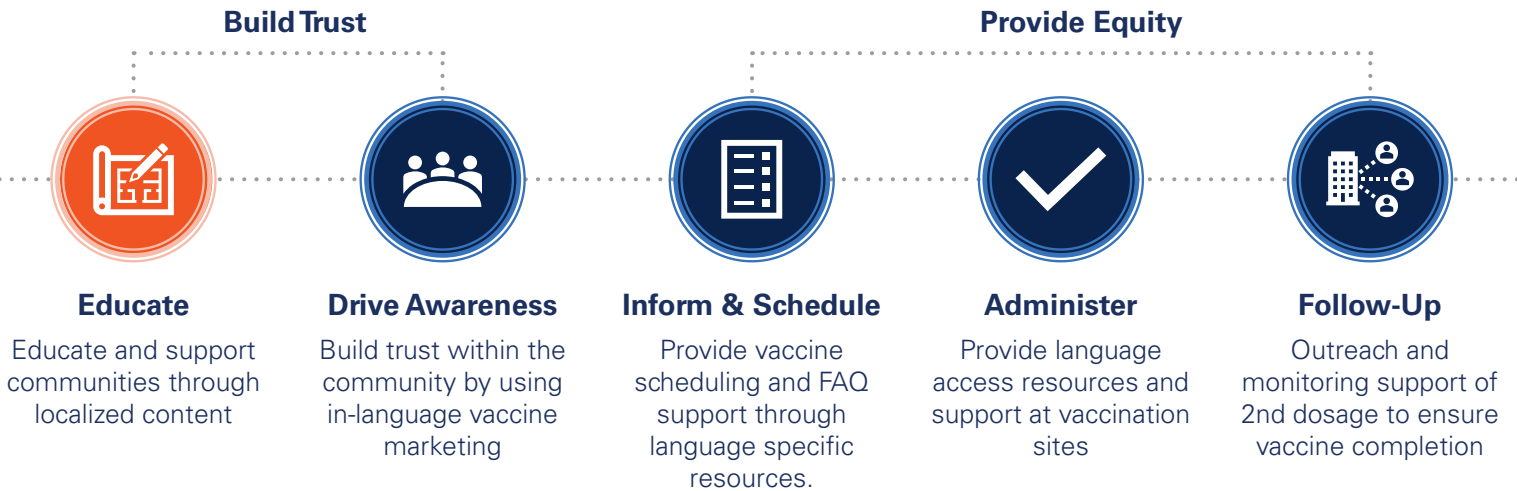 Build Trust
Provide Equity
Educate
Educate and support
communities through
localized content
Drive Awareness
Build trust within the
community by using
in-language vaccine
marketing
Inform & Schedule
Provide vaccine
scheduling and FAQ
support through
language specific
resources.
Administer
Provide language
access resources and
support at vaccination
sites
Follow-Up
Outreach and
monitoring support of
2nd dosage to ensure
vaccine completion